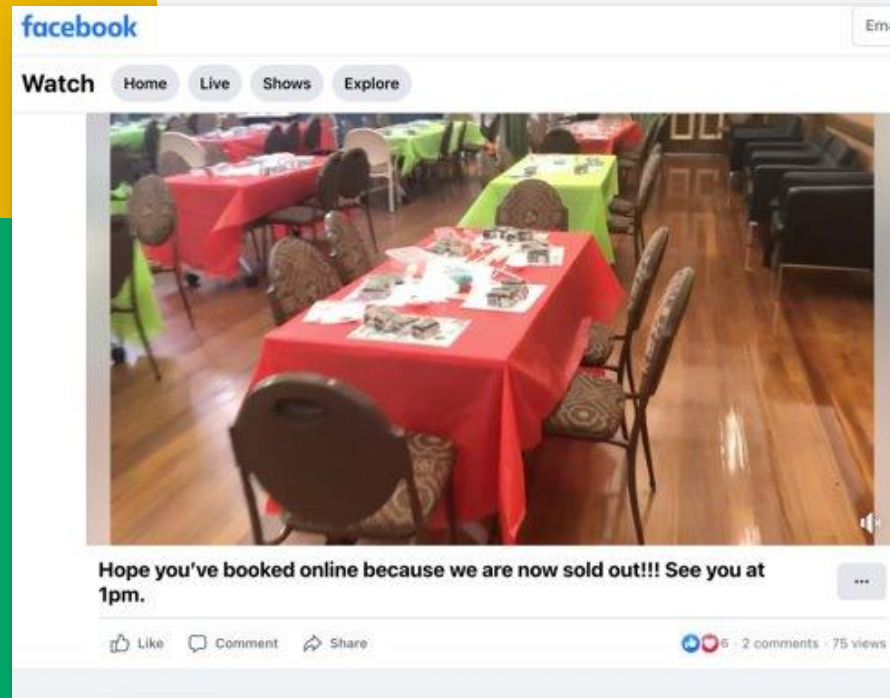 facebook
Ema
Watch Home Live Shows Explore
Hope you've booked online because we are now sold out!!! See you at
1pm.
Like Comment Share 6 · 2 comments · 75 views